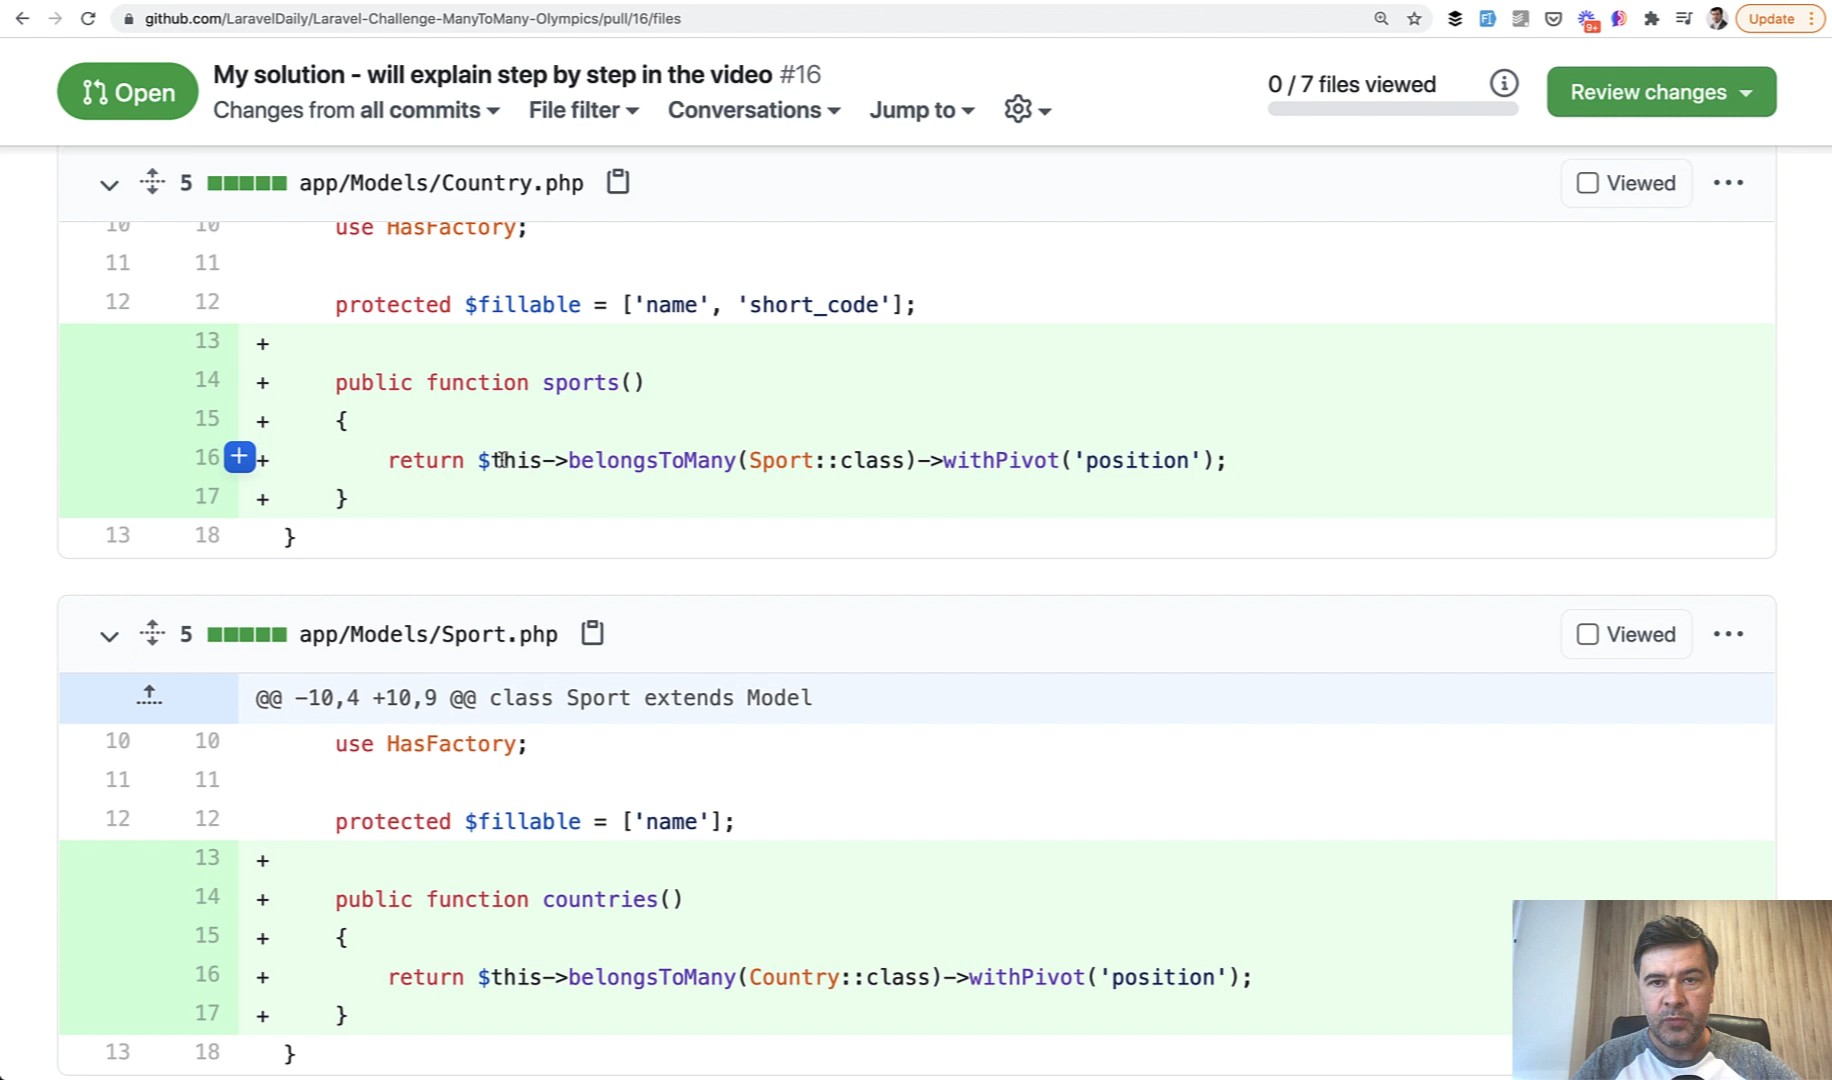 github.com/LaravelDaily/Laravel-Challenge-ManyToMany-Olympics/pull/16/files
9+
Update
Open
My solution - will explain step by step in the video #16
Changes from all commits
File filter
Conversations
Jump to
0 / 7 files viewed
Review changes
5
app/Models/Country.php
Viewed
10 10 use HasFactory;
11 11
12 12 protected $fillable = ['name', 'short_code'];
13 +
14 + public function sports()
15 + {
16 + + return $this->belongsToMany(Sport::class)->withPivot('position');
17 + }
13 18 }
5
app/Models/Sport.php
Viewed
@@ -10,4 +10,9 @@ class Sport extends Model
10 10 use HasFactory;
11 11
12 12 protected $fillable = ['name'];
13 +
14 + public function countries()
15 + {
16 + return $this->belongsToMany(Country::class)->withPivot('position');
17 + }
13 18 }